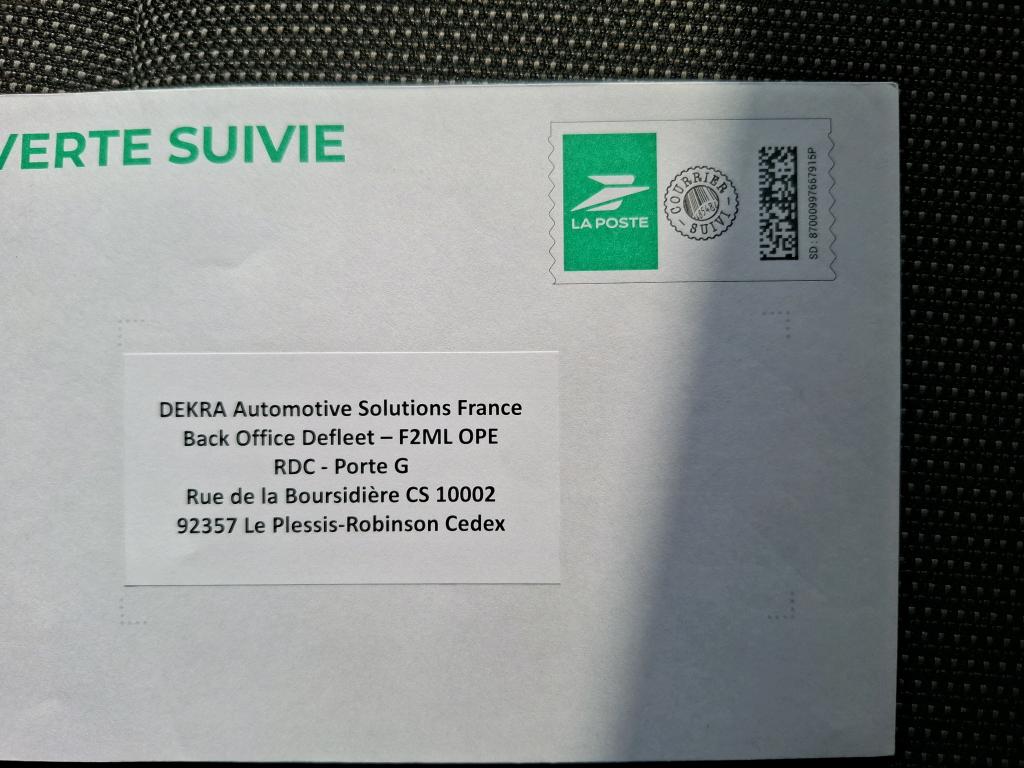 VERTE SUIVIE
LA POSTE
COURRIER
SUIVI
SD : 87000997667915P
DEKRA Automotive Solutions France
Back Office Defleet – F2ML OPE
RDC - Porte G
Rue de la Boursidière CS 10002
92357 Le Plessis-Robinson Cedex